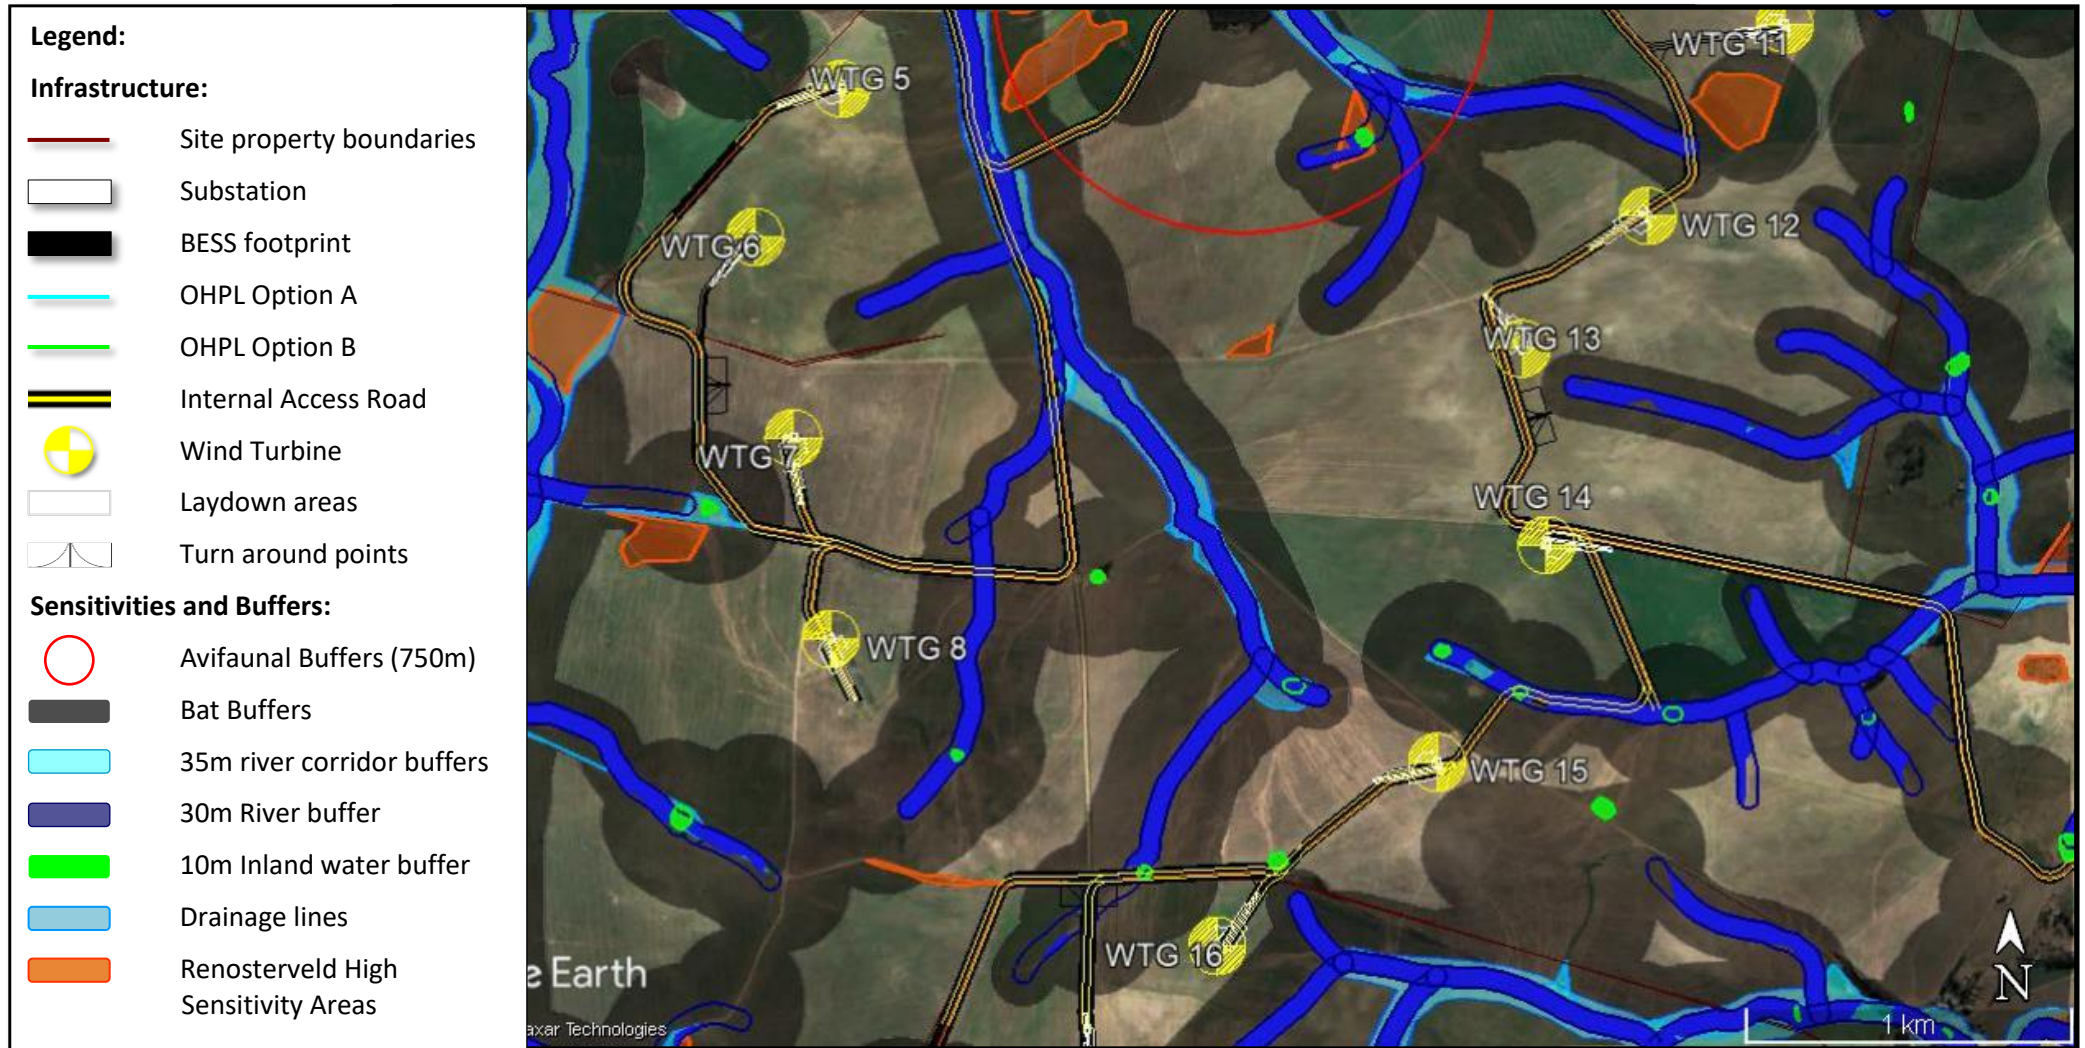 Legend:
Infrastructure:
Site property boundaries
Substation
BESS footprint
OHPL Option A
OHPL Option B
Internal Access Road
Wind Turbine
Laydown areas
Turn around points
Sensitivities and Buffers:
Avifaunal Buffers (750m)
Bat Buffers
35m river corridor buffers
30m River buffer
10m Inland water buffer
Drainage lines
Renosterveld High
Sensitivity Areas
WTG 11
WTG 5
WTG 12
WTG 6
WTG 13
WTG 7
WTG 14
WTG 8
WTG 15
WTG 16
e Earth
axar Technologies
N
1 km